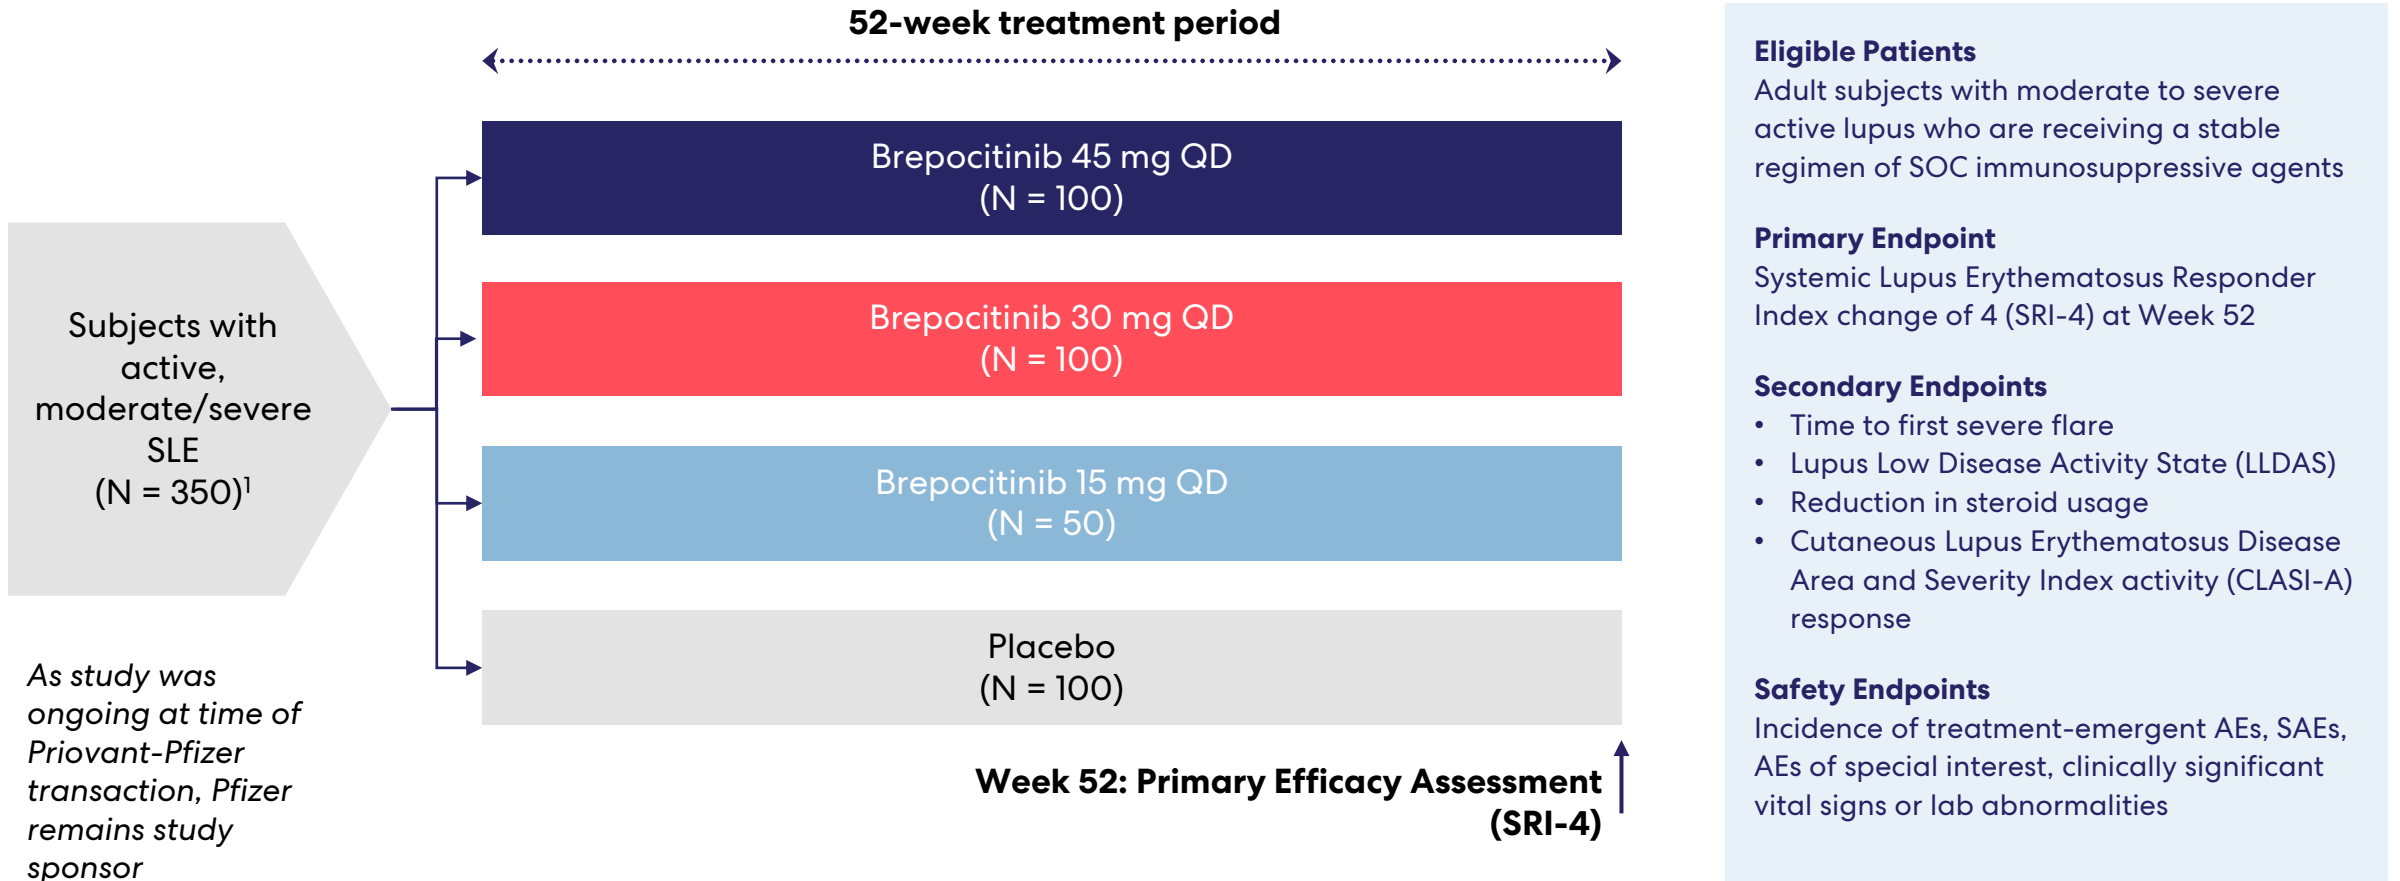 52-week treatment period
Subjects with
active,
moderate/severe
SLE
(N = 350)¹
As study was
ongoing at time of
Priovant-Pfizer
transaction, Pfizer
remains study
sponsor
Brepocitinib 45 mg QD
(N = 100)
Brepocitinib 30 mg QD
(N = 100)
Brepocitinib 15 mg QD
(N = 50)
Placebo
(N = 100)
Week 52: Primary Efficacy Assessment
(SRI-4)
Eligible Patients
Adult subjects with moderate to severe
active lupus who are receiving a stable
regimen of SOC immunosuppressive agents
Primary Endpoint
Systemic Lupus Erythematosus Responder
Index change of 4 (SRI-4) at Week 52
Secondary Endpoints
• Time to first severe flare
• Lupus Low Disease Activity State (LLDAS)
• Reduction in steroid usage
• Cutaneous Lupus Erythematosus Disease
Area and Severity Index activity (CLASI-A)
response
Safety Endpoints
Incidence of treatment-emergent AEs, SAEs,
AEs of special interest, clinically significant
vital signs or lab abnormalities